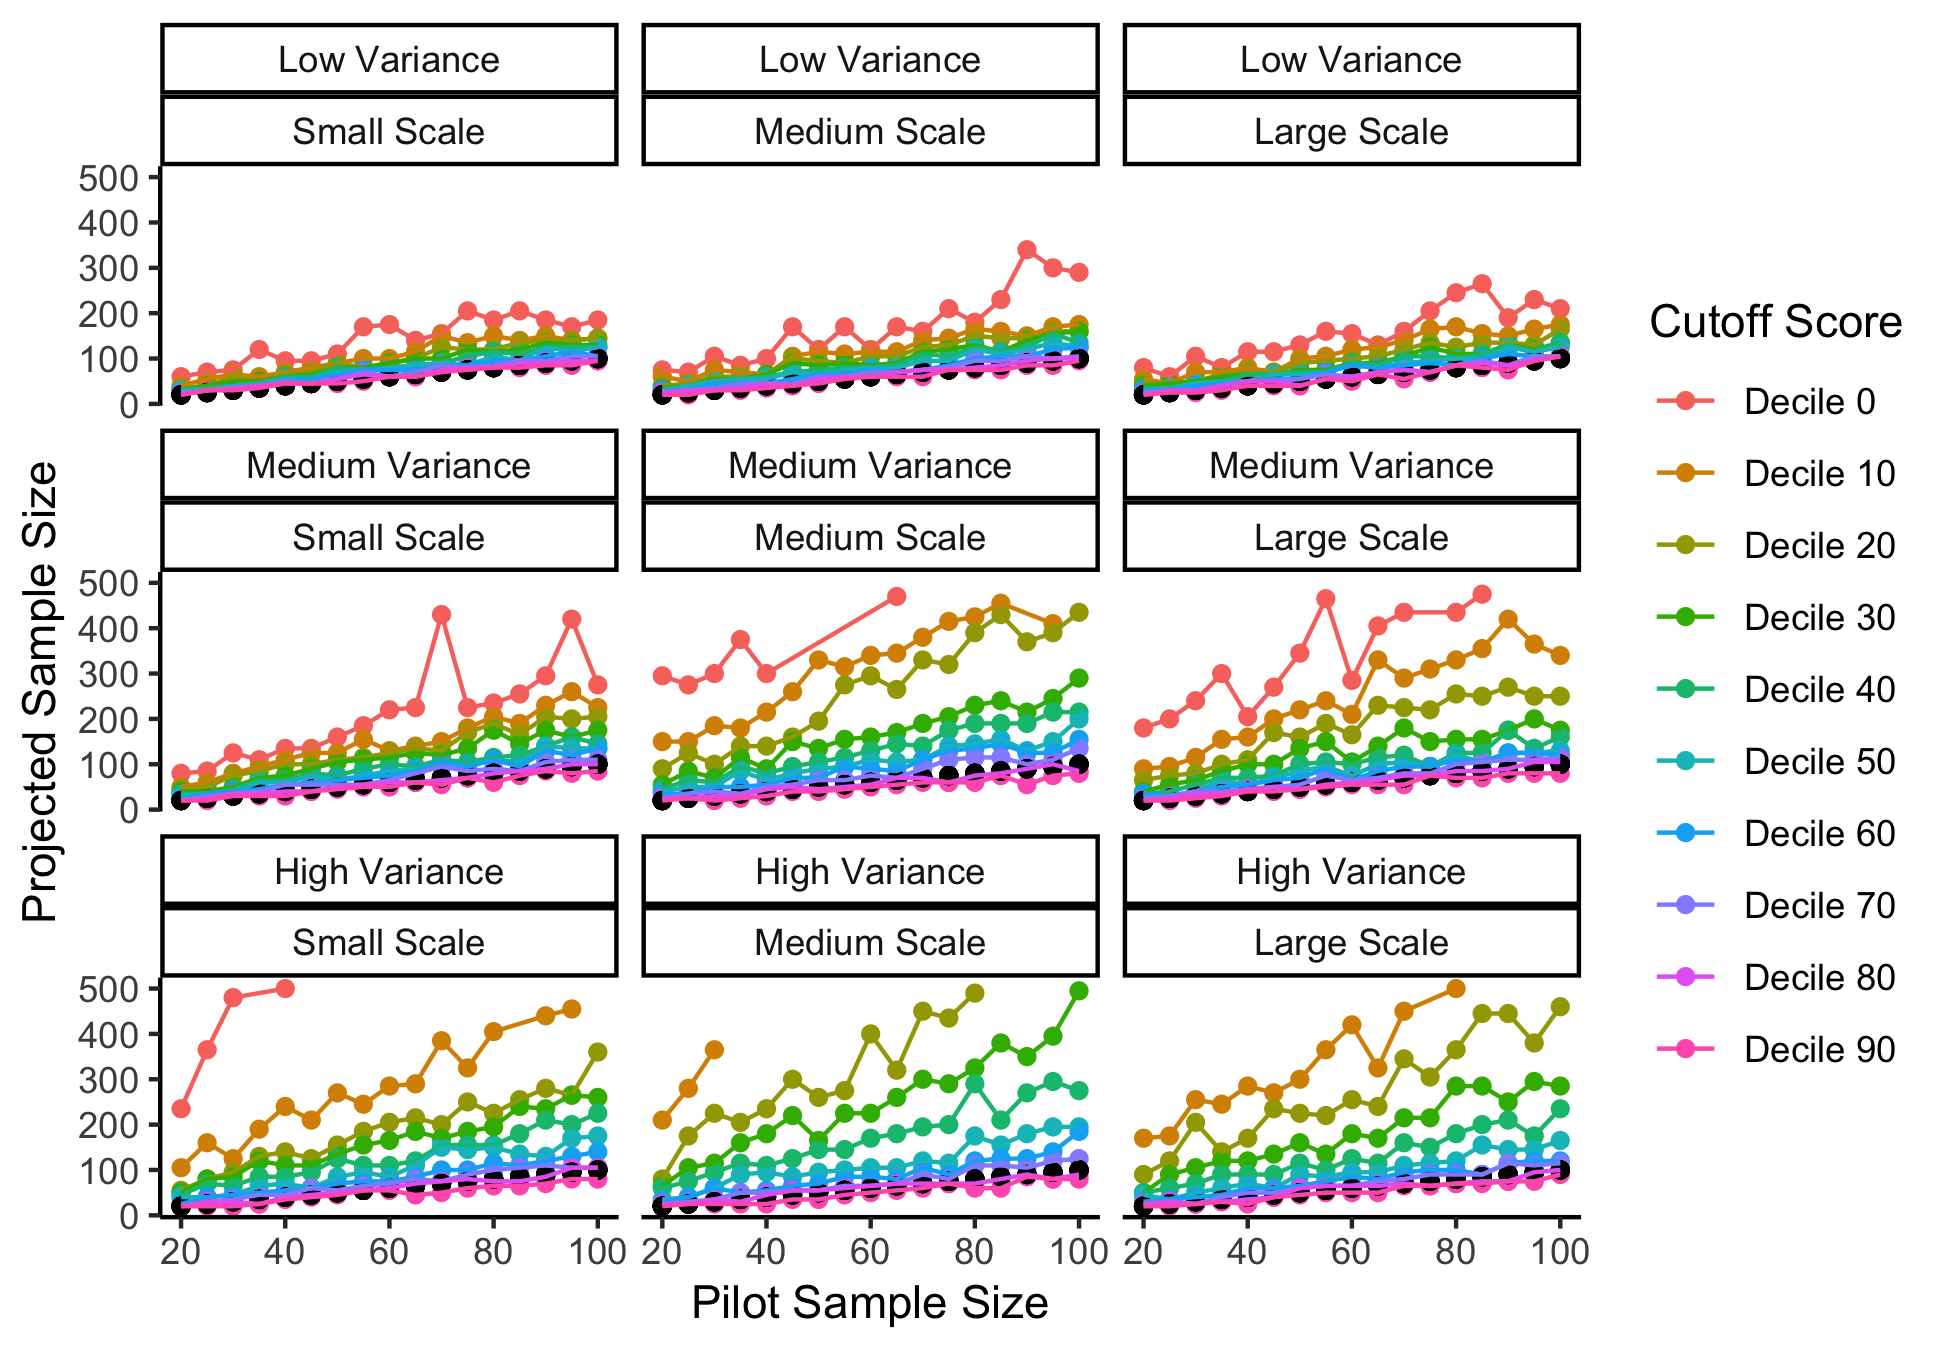 Low Variance
Low Variance
Low Variance
Small Scale
Medium Scale
Large Scale
500
400
300
200
100
0
Medium Variance
Medium Variance
Medium Variance
Small Scale
Medium Scale
Large Scale
500
400
300
200
100
0
High Variance
High Variance
High Variance
Small Scale
Medium Scale
Large Scale
500
400
300
200
100
0
20 40 60 80 100
20 40 60 80 100
20 40 60 80 100
Pilot Sample Size
Projected Sample Size
Cutoff Score
Decile 0
Decile 10
Decile 20
Decile 30
Decile 40
Decile 50
Decile 60
Decile 70
Decile 80
Decile 90